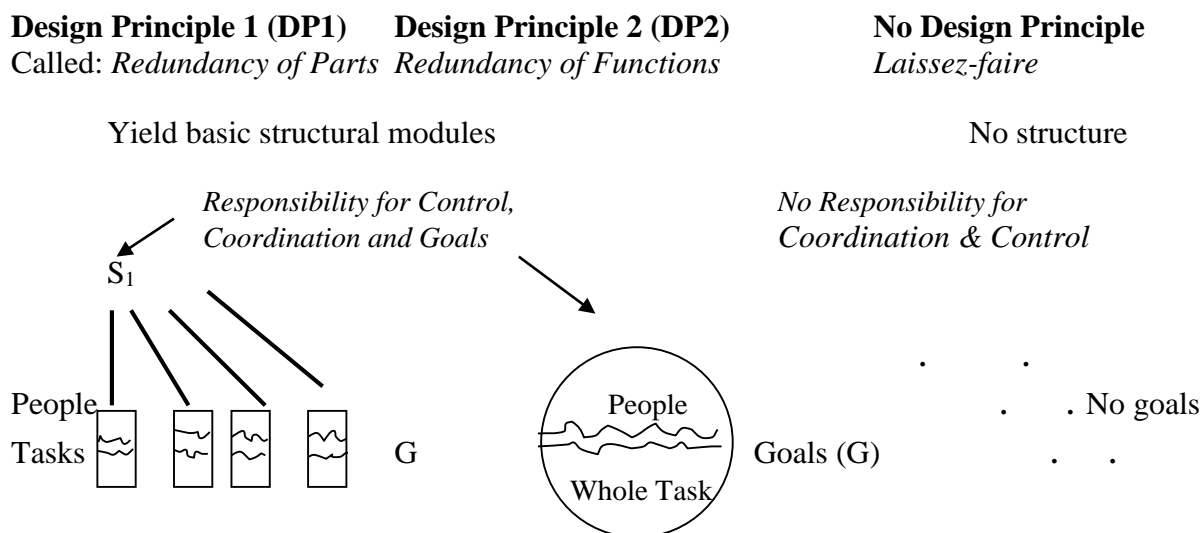 Design Principle 1 (DP1) Design Principle 2 (DP2) No Design Principle
Called: Redundancy of Parts Redundancy of Functions Laissez-faire
Yield basic structural modules No structure
Responsibility for Control, No Responsibility for
Coordination and Goals Coordination & Control
S1
People People No goals
Tasks G Goals (G)
Whole Task